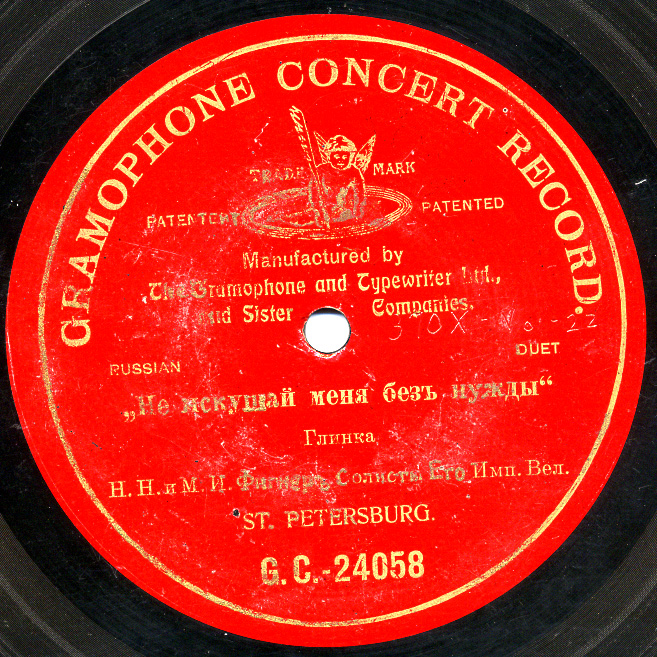 GRAMOPHONE CONCERT RECORD.
TRADE MARK
PATENTED PATENTED
Manufactured by
The Gramophone and Typewriter Ltd.,
and Sister Companies.
RUSSIAN
DUET
„Не искушай меня безъ нужды“
Глинка
Н. Н. и М. И. Фигнеръ, Солисты Его Имп. Вел.
ST. PETERSBURG.
G.C.-24058